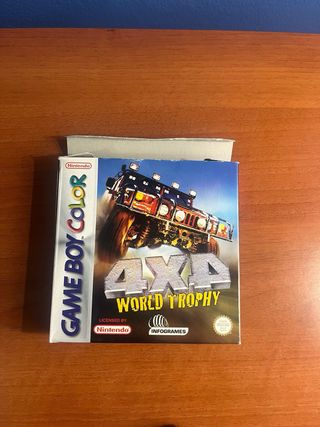 Nintendo
GAME BOY COLOR
4X4
WORLD TROPHY
LICENSED BY
Nintendo
INFOGRAMES